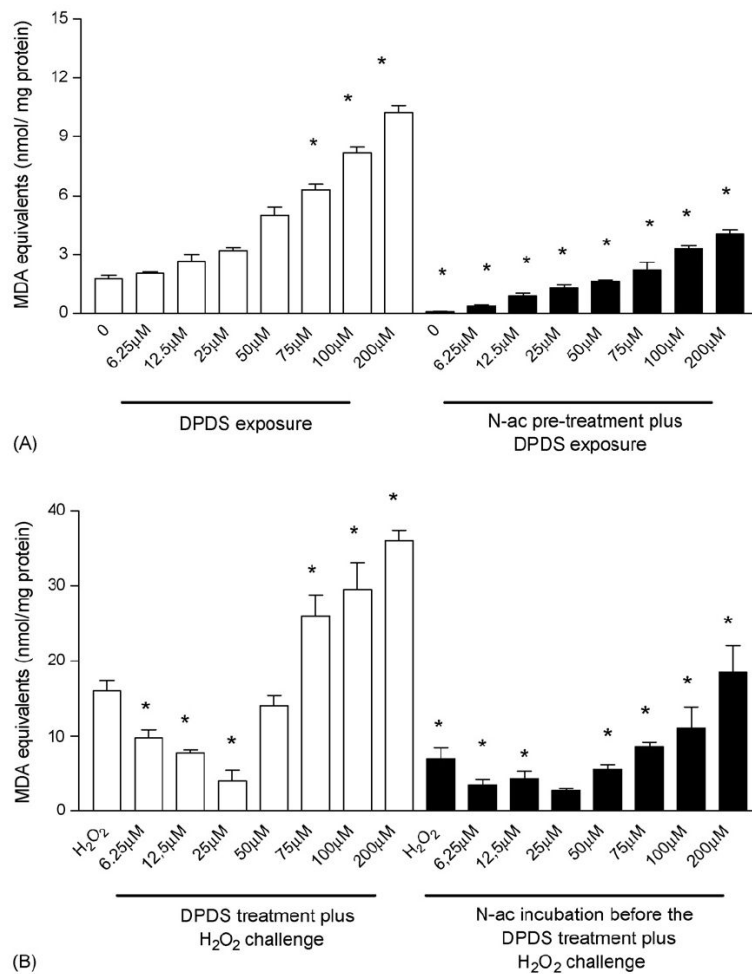 15
12
9
6
3
0
MDA equivalents (nmol/ mg protein)
* * *
* * * * * * * *
0 6.25µM 12.5µM 25µM 50µM 75µM 100µM 200µM
0 6.25µM 12.5µM 25µM 50µM 75µM 100µM 200µM
DPDS exposure
N-ac pre-treatment plus
DPDS exposure
(A)
40
30
20
10
0
MDA equivalents (nmol/mg protein)
* * * * * *
* * * * * * *
H₂O₂ 6.25µM 12,5µM 25µM 50µM 75µM 100µM 200µM
H₂O₂ 6,25µM 12,5µM 25µM 50µM 75µM 100µM 200µM
DPDS treatment plus
H₂O₂ challenge
N-ac incubation before the
DPDS treatment plus
H₂O₂ challenge
(B)